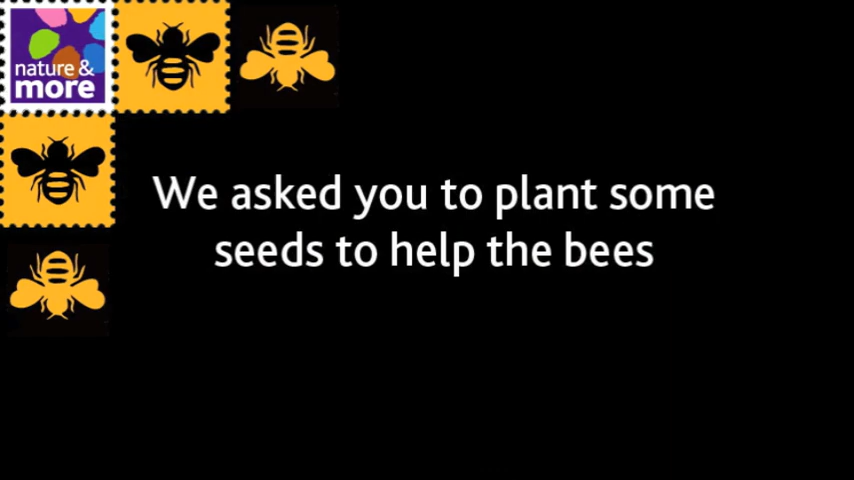 nature &
more
We asked you to plant some
seeds to help the bees